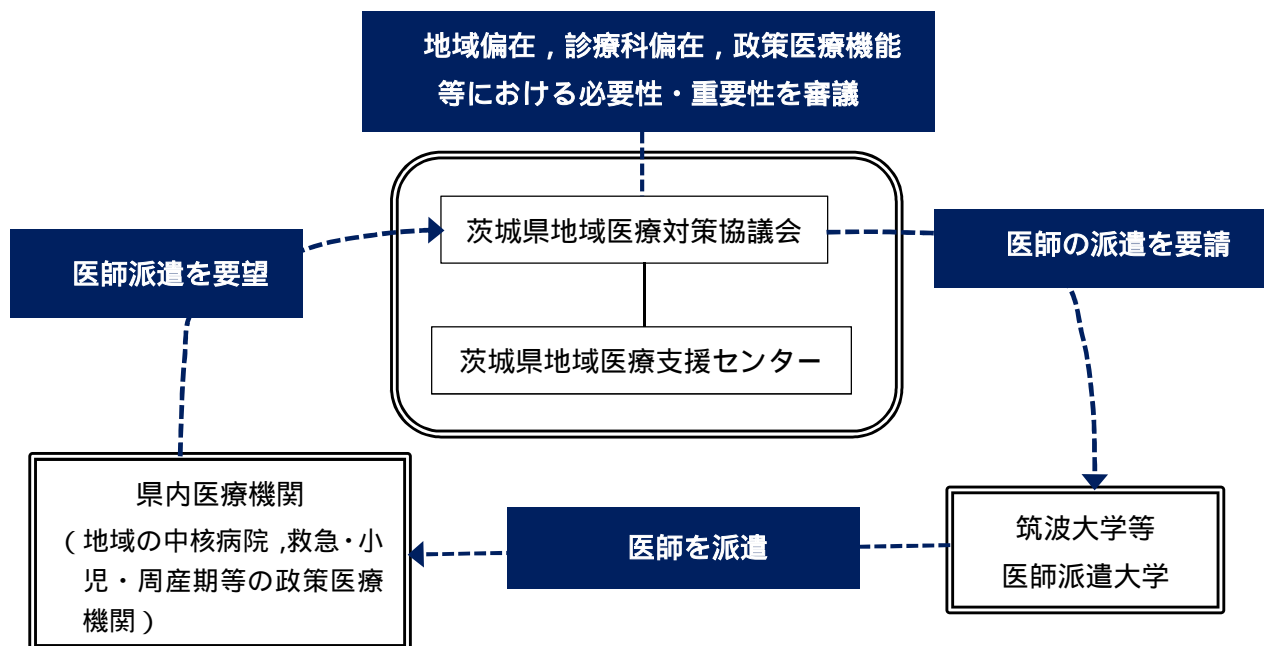 地域偏在，診療科偏在，政策医療機能
等における必要性・重要性を審議
茨城県地域医療対策協議会
医師派遣を要望
医師の派遣を要請
茨城県地域医療支援センター
県内医療機関
（地域の中核病院，救急・小
児・周産期等の政策医療
機関）
医師を派遣
筑波大学等
医師派遣大学